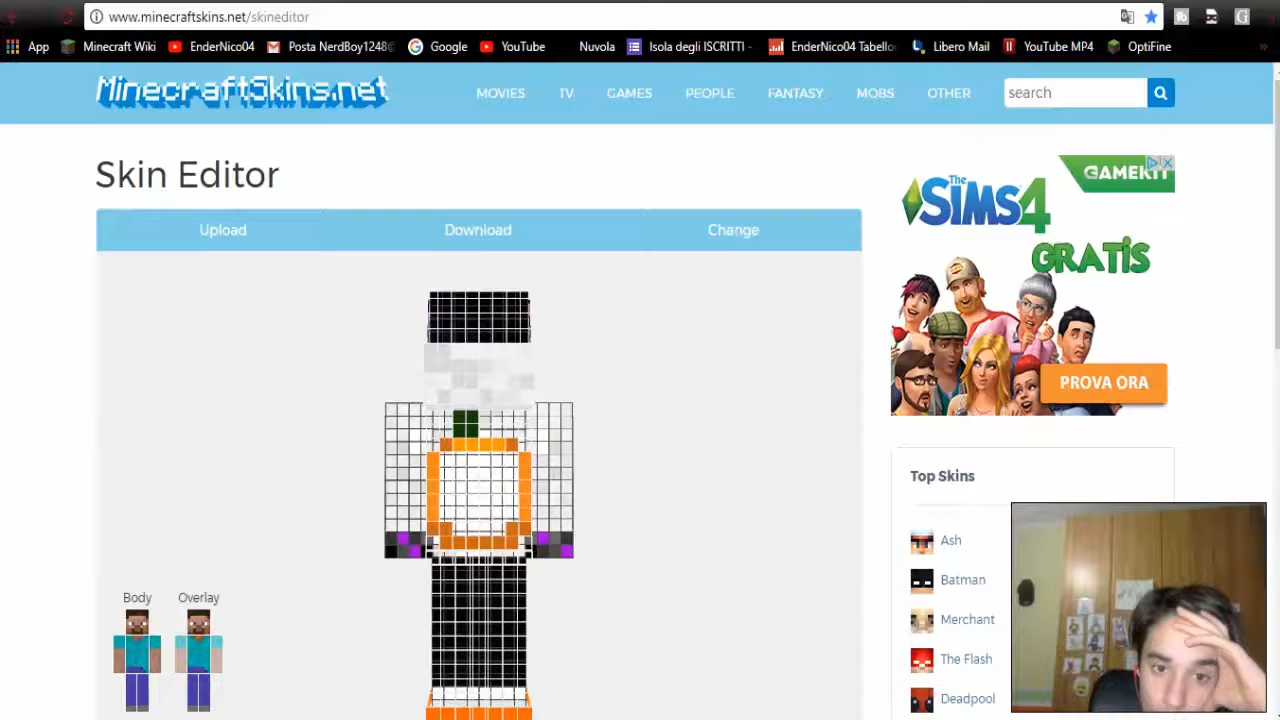 www.minecraftskins.net/skineditor
App Minecraft Wiki EnderNico04 Posta NerdBoy1248@ Google YouTube Nuvola Isola degli ISCRITTI - EnderNico04 Tabello Libero Mail YouTube MP4 OptiFine »
MinecraftSkins.net MOVIES TV GAMES PEOPLE FANTASY MOBS OTHER search
Skin Editor
Upload Download Change
GAMEKIT
The SIMS 4
GRATIS
PROVA ORA
Top Skins
Ash
Batman
Merchant
The Flash
Deadpool
Body Overlay